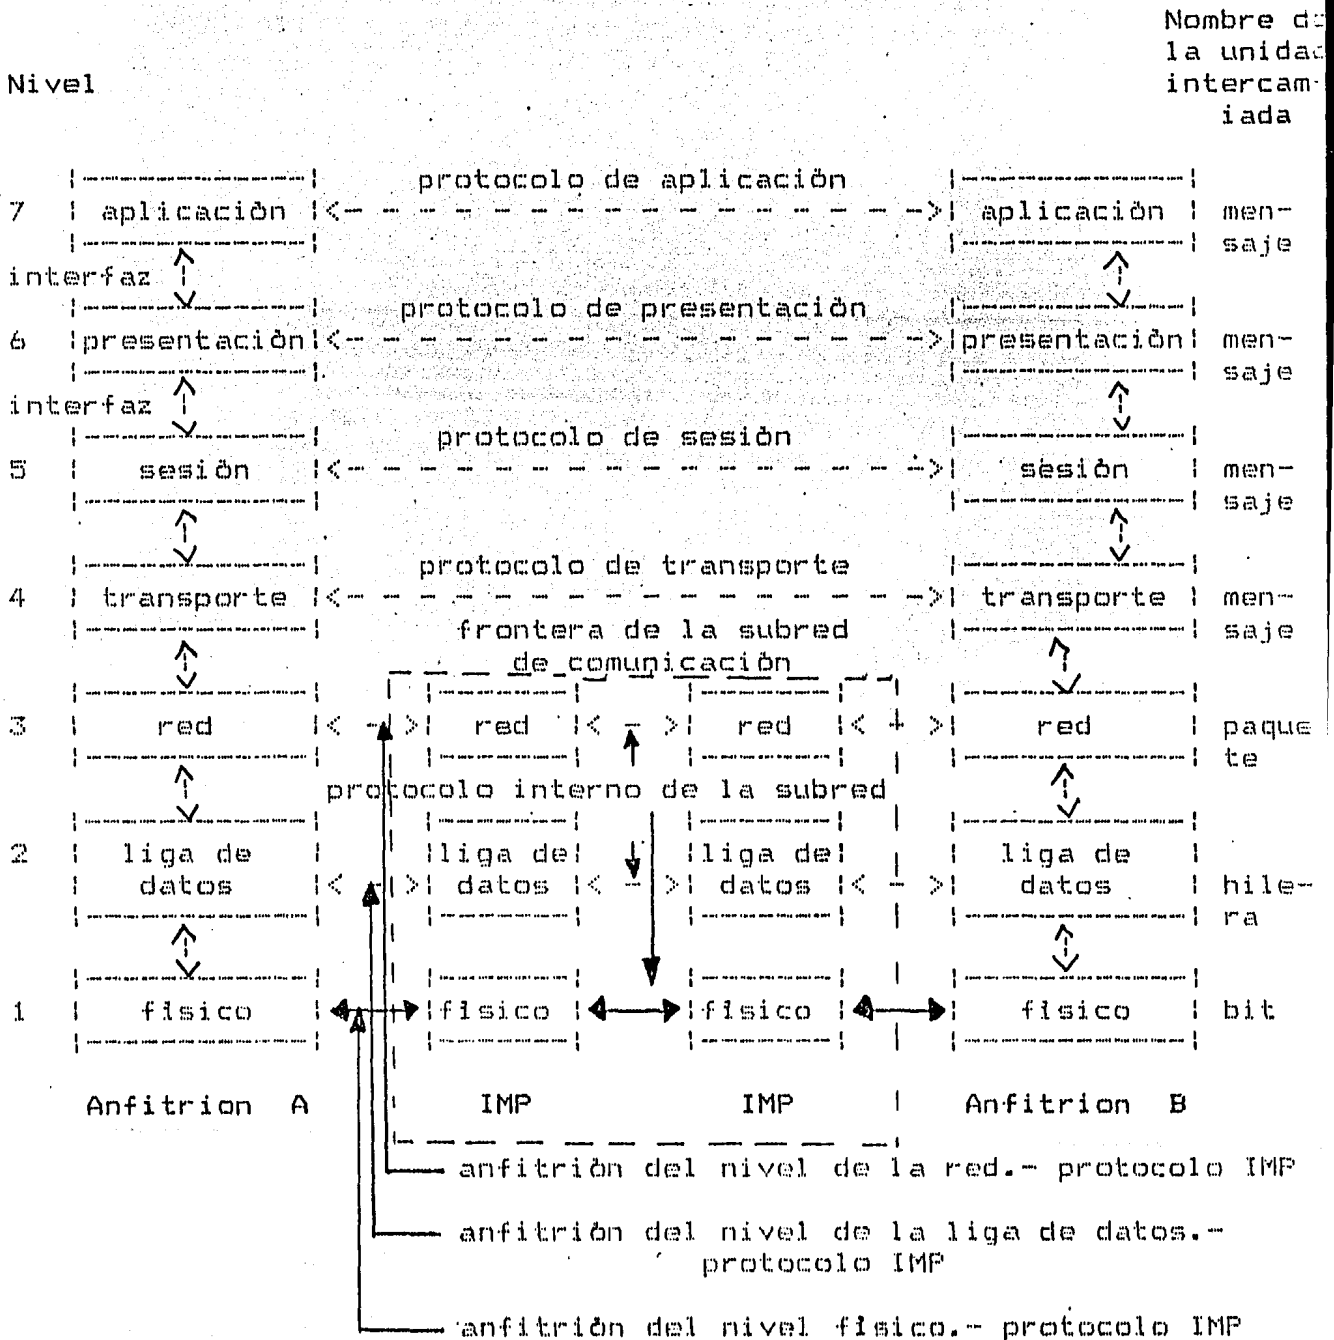 Nombre de
la unidad
Nivel intercam-
iada
protocolo de aplicación
7 aplicación aplicación men-
saje
interfaz
protocolo de presentación
6 presentación presentación men-
saje
interfaz
protocolo de sesión
5 sesión sesión men-
saje
protocolo de transporte
4 transporte transporte men-
saje
frontera de la subred
de comunicación
3 red red red red paque
te
protocolo interno de la subred
2 liga de liga de liga de liga de
datos datos datos datos hile-
ra
1 físico físico físico físico bit
Anfitrion A IMP IMP Anfitrion B
anfitrión del nivel de la red.- protocolo IMP
anfitrión del nivel de la liga de datos.-
protocolo IMP
anfitrión del nivel físico.- protocolo IMP